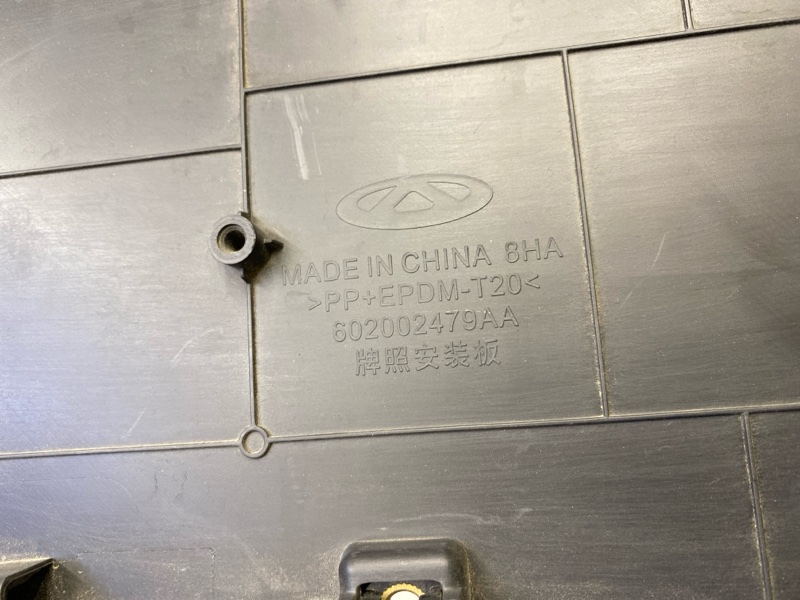 MADE IN CHINA 8HA
>PP+EPDM-T20<
602002479AA
牌照安装板